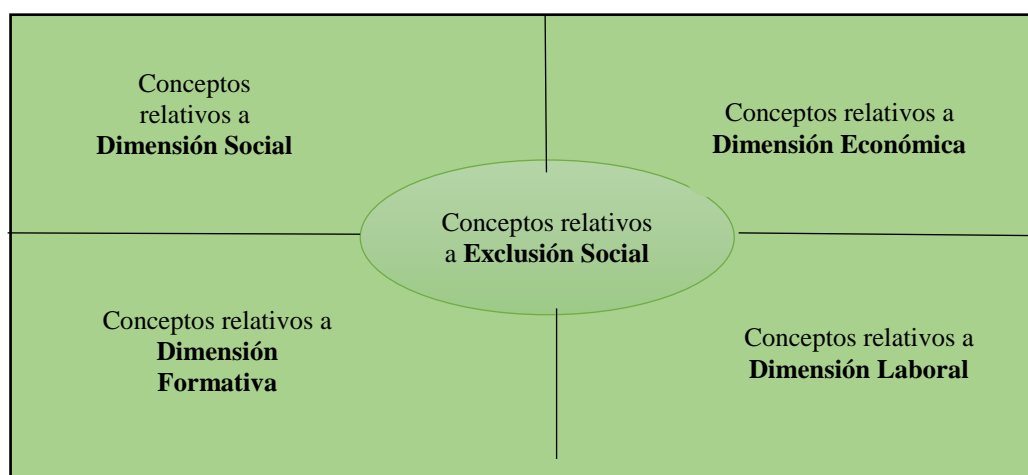 Conceptos
relativos a
Dimensión Social
Conceptos relativos a
Dimensión Económica
Conceptos relativos
a Exclusión Social
Conceptos relativos a
Dimensión
Formativa
Conceptos relativos a
Dimensión Laboral